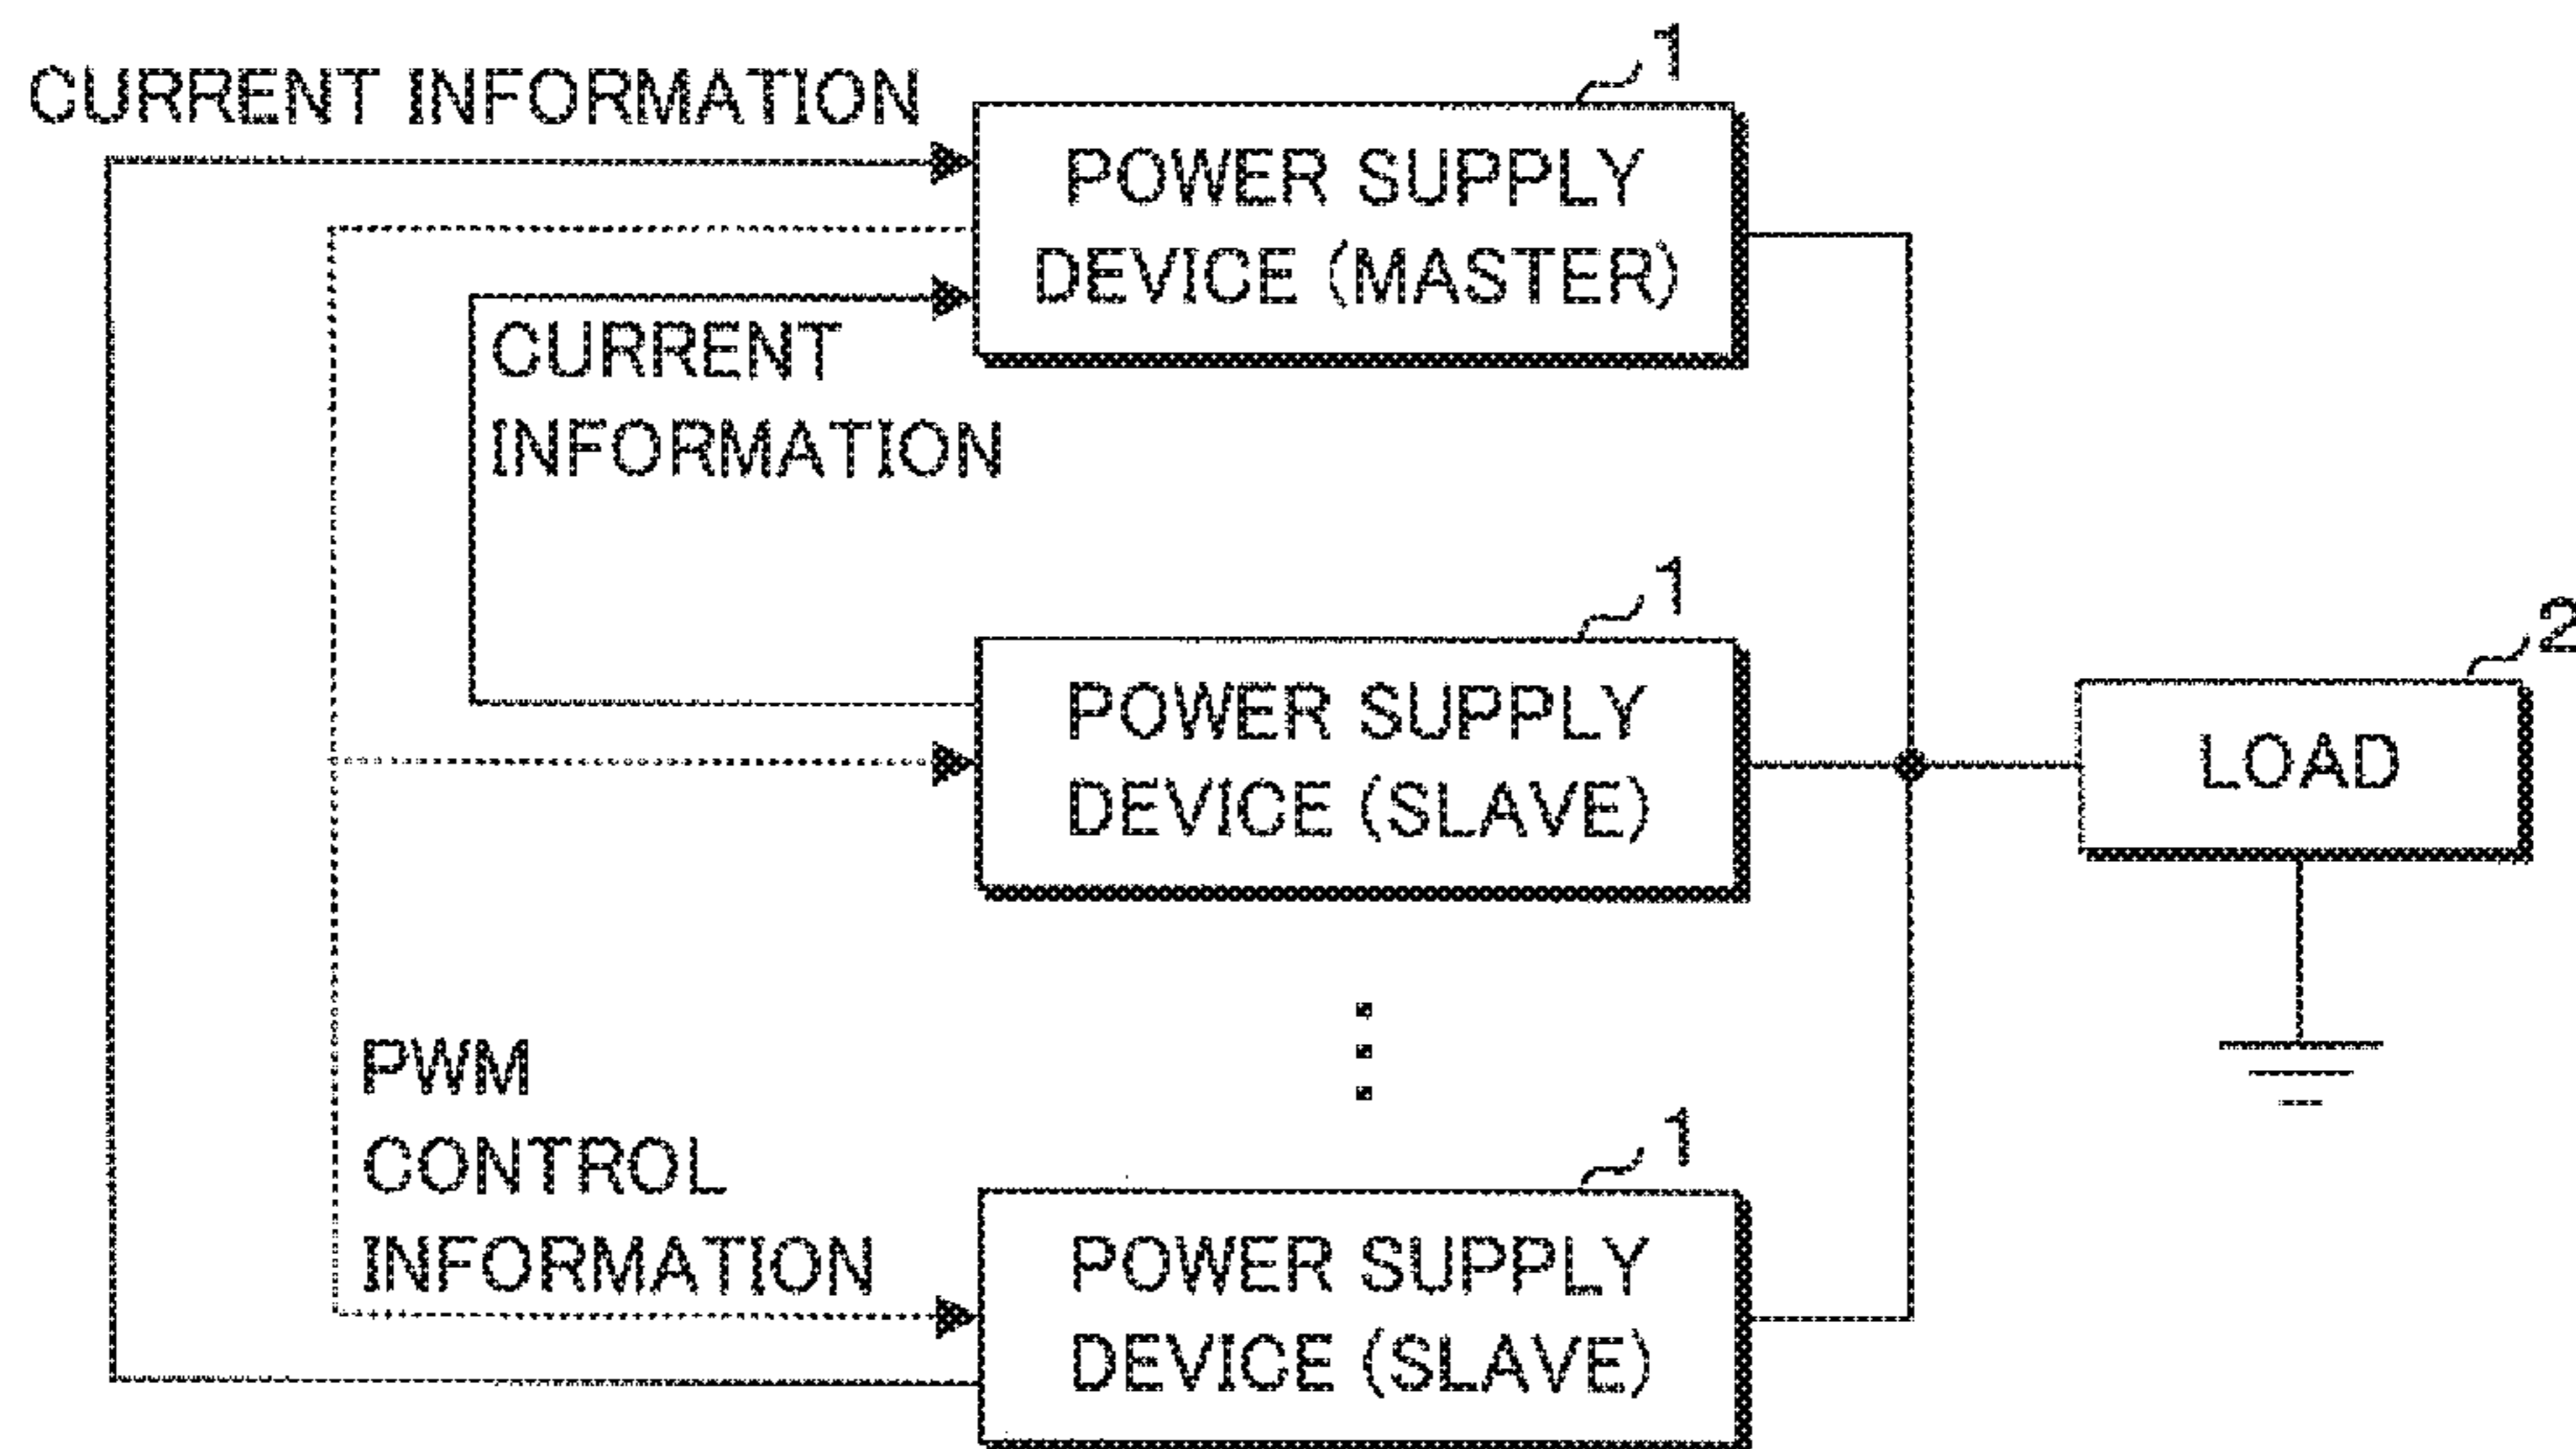 1
CURRENT INFORMATION
POWER SUPPLY
DEVICE (MASTER)
CURRENT
INFORMATION
1
POWER SUPPLY
DEVICE (SLAVE)
2
LOAD
PWM
CONTROL
INFORMATION
1
POWER SUPPLY
DEVICE (SLAVE)